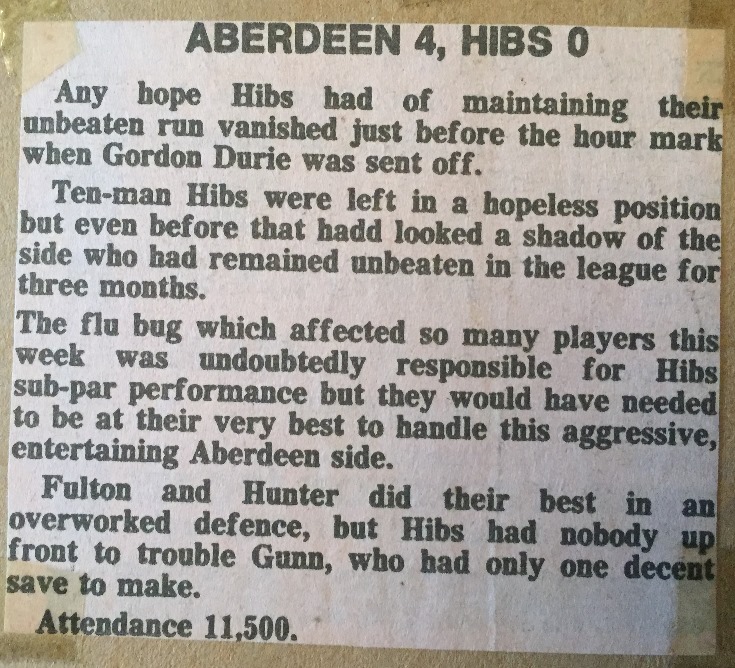 ABERDEEN 4, HIBS 0
Any hope Hibs had of maintaining their
unbeaten run vanished just before the hour mark
when Gordon Durie was sent off.
Ten-man Hibs were left in a hopeless position
but even before that hadd looked a shadow of the
side who had remained unbeaten in the league for
three months.
The flu bug which affected so many players this
week was undoubtedly responsible for Hibs
sub-par performance but they would have needed
to be at their very best to handle this aggressive,
entertaining Aberdeen side.
Fulton and Hunter did their best in an
overworked defence, but Hibs had nobody up
front to trouble Gunn, who had only one decent
save to make.
Attendance 11,500.